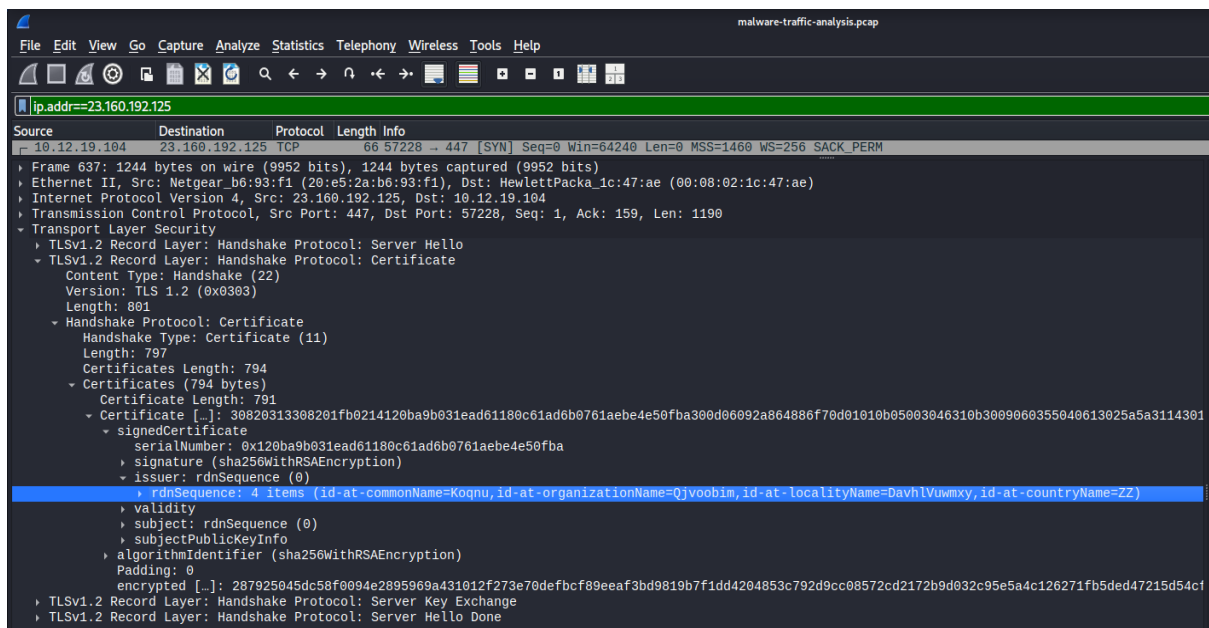 malware-traffic-analysis.pcap
File Edit View Go Capture Analyze Statistics Telephony Wireless Tools Help
ip.addr==23.160.192.125
Source Destination Protocol Length Info
10.12.19.104 23.160.192.125 TCP 66 57228 → 447 [SYN] Seq=0 Win=64240 Len=0 MSS=1460 WS=256 SACK_PERM
Frame 637: 1244 bytes on wire (9952 bits), 1244 bytes captured (9952 bits)
Ethernet II, Src: Netgear_b6:93:f1 (20:e5:2a:b6:93:f1), Dst: HewlettPacka_1c:47:ae (00:08:02:1c:47:ae)
Internet Protocol Version 4, Src: 23.160.192.125, Dst: 10.12.19.104
Transmission Control Protocol, Src Port: 447, Dst Port: 57228, Seq: 1, Ack: 159, Len: 1190
Transport Layer Security
TLSv1.2 Record Layer: Handshake Protocol: Server Hello
TLSv1.2 Record Layer: Handshake Protocol: Certificate
Content Type: Handshake (22)
Version: TLS 1.2 (0x0303)
Length: 801
Handshake Protocol: Certificate
Handshake Type: Certificate (11)
Length: 797
Certificates Length: 794
Certificates (794 bytes)
Certificate Length: 791
Certificate […]: 30820313308201fb0214120ba9b031ead61180c61ad6b0761aebe4e50fba300d06092a864886f70d01010b05003046310b3009060355040613025a5a3114301
signedCertificate
serialNumber: 0x120ba9b031ead61180c61ad6b0761aebe4e50fba
signature (sha256WithRSAEncryption)
issuer: rdnSequence (0)
rdnSequence: 4 items (id-at-commonName=Koqnu,id-at-organizationName=Qjvoobim,id-at-localityName=DavhlVuwmxy,id-at-countryName=ZZ)
validity
subject: rdnSequence (0)
subjectPublicKeyInfo
algorithmIdentifier (sha256WithRSAEncryption)
Padding: 0
encrypted […]: 287925045dc58f0094e2895969a431012f273e70defbcf89eeaf3bd9819b7f1dd4204853c792d9cc08572cd2172b9d032c95e5a4c126271fb5ded47215d54cf
TLSv1.2 Record Layer: Handshake Protocol: Server Key Exchange
TLSv1.2 Record Layer: Handshake Protocol: Server Hello Done